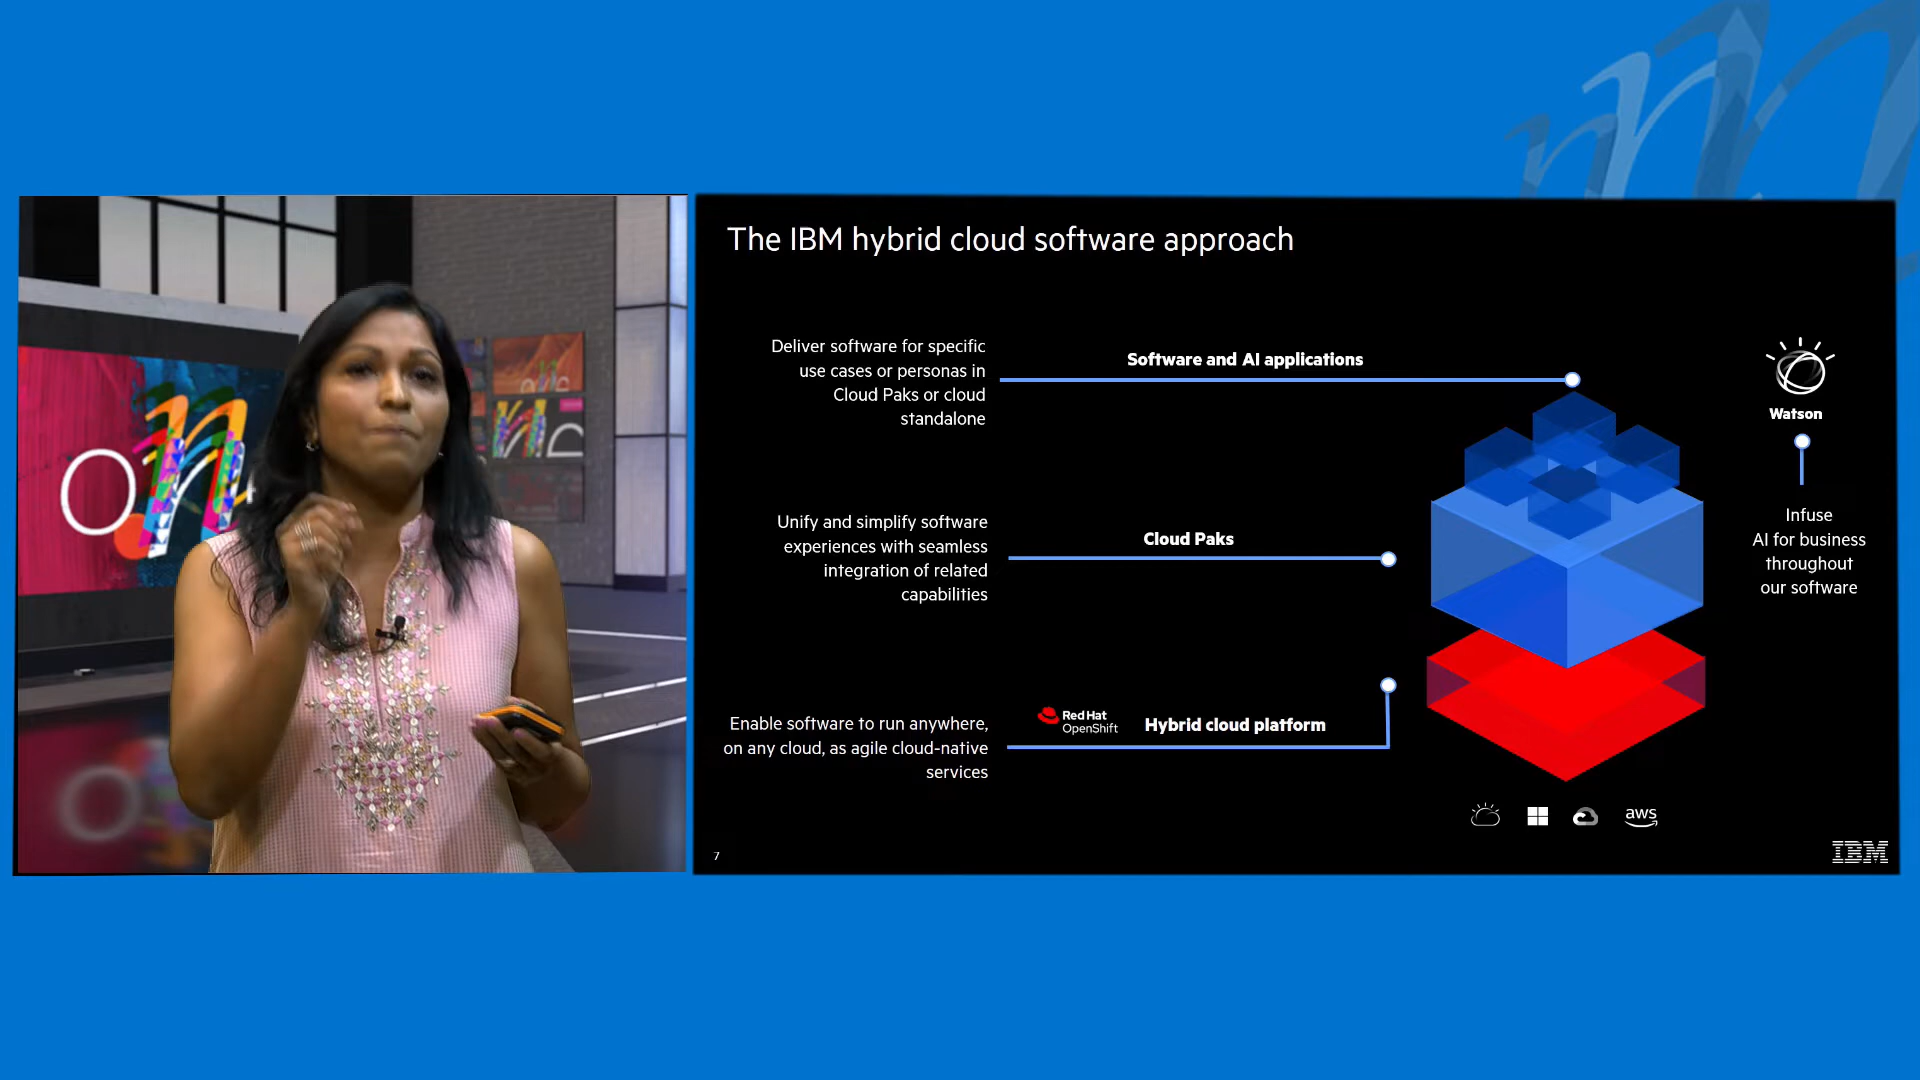 The IBM hybrid cloud software approach
Deliver software for specific
use cases or personas in
Cloud Paks or cloud
standalone
Software and AI applications
Watson
Infuse
AI for business
throughout
our software
Unify and simplify software
experiences with seamless
integration of related
capabilities
Cloud Paks
Enable software to run anywhere,
on any cloud, as agile cloud-native
services
Red Hat
OpenShift
Hybrid cloud platform
aws
7
IBM